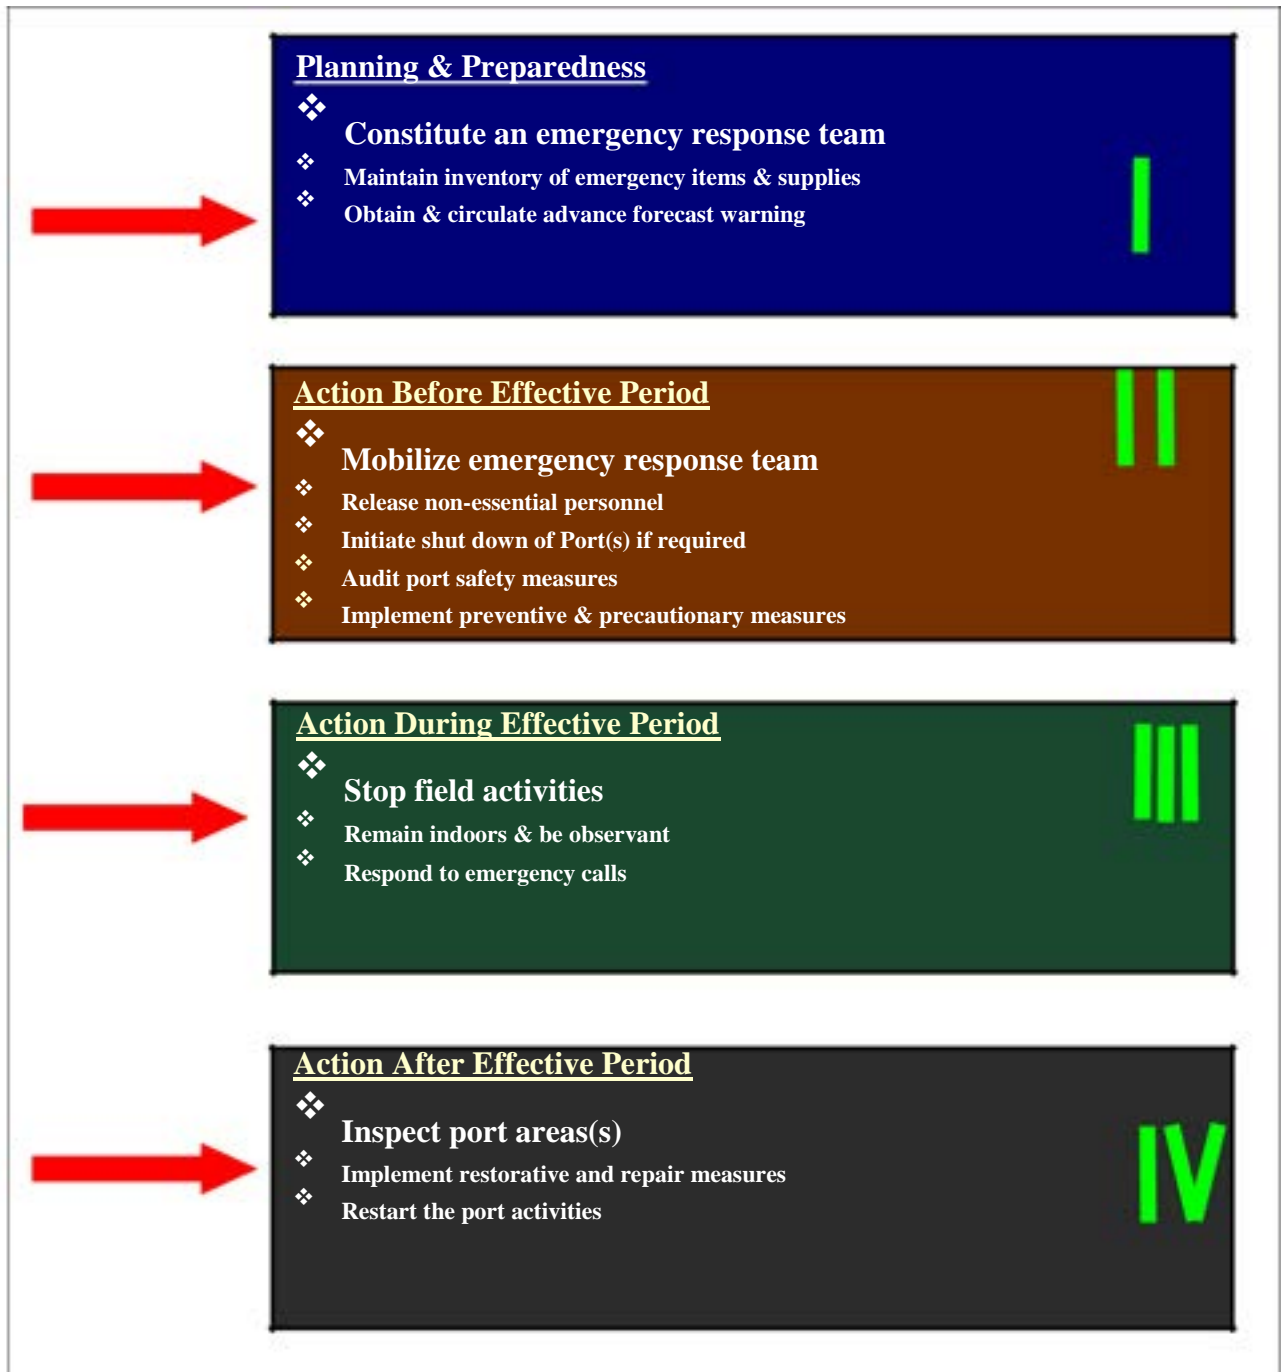 Planning & Preparedness
❖
Constitute an emergency response team
❖ Maintain inventory of emergency items & supplies
❖ Obtain & circulate advance forecast warning
I
Action Before Effective Period
❖
Mobilize emergency response team
❖ Release non-essential personnel
❖ Initiate shut down of Port(s) if required
❖ Audit port safety measures
❖ Implement preventive & precautionary measures
II
Action During Effective Period
❖
Stop field activities
❖ Remain indoors & be observant
❖ Respond to emergency calls
III
Action After Effective Period
❖
Inspect port areas(s)
❖ Implement restorative and repair measures
❖ Restart the port activities
IV